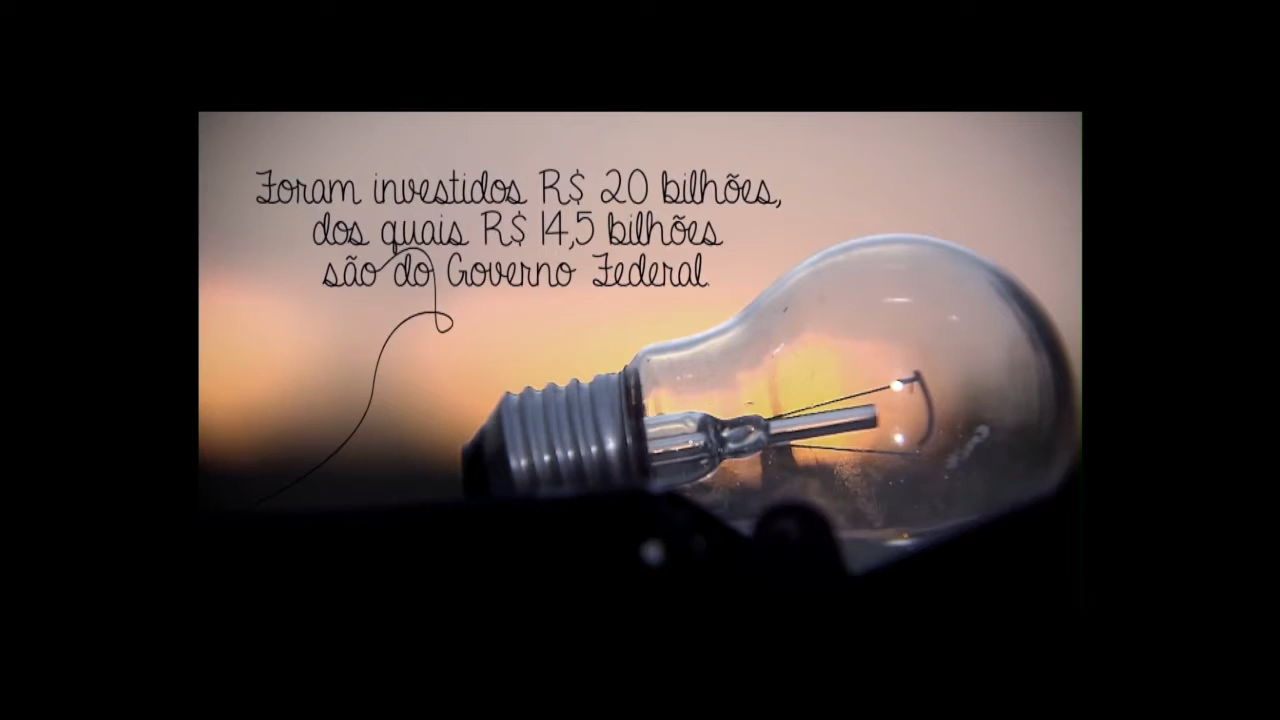 Foram investidos R$ 20 bilhões,
dos quais R$ 14,5 bilhões
são do Governo Federal.